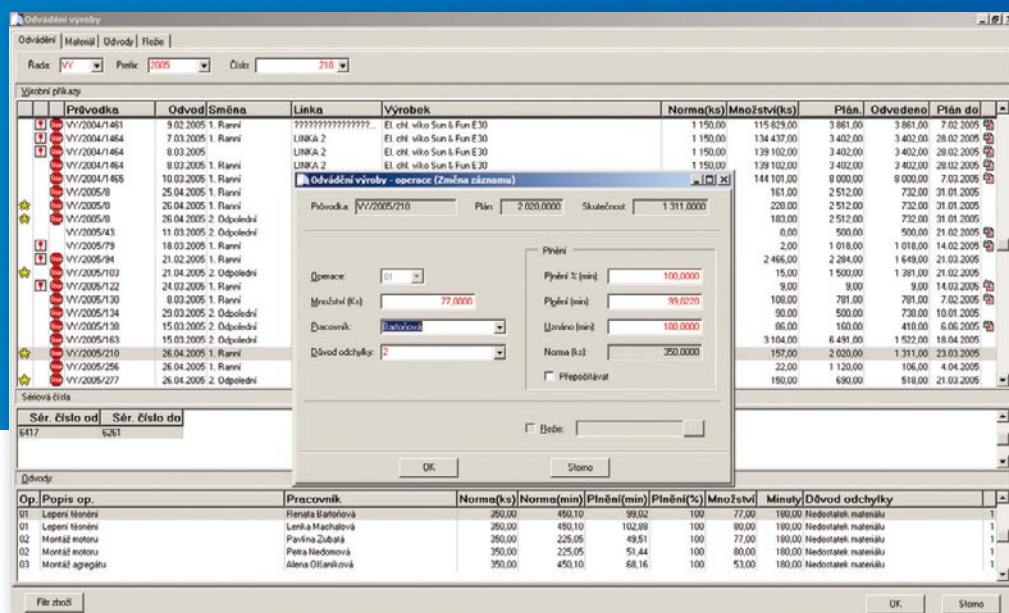 Odvádění výroby
Odvádění Materiál Odvody Režie
Řada: VY Prefix: 2005 Číslo: 210
Výrobní příkazy
Průvodka Odvod Směna Linka Výrobek Norma(ks) Množství(ks) Plán. Odvedeno Plán do
VY/2004/1461 9.02.2005 1. Ranní ????????????????... El. chl. víko Sun & Fun E30 1 150,00 115 829,00 3 861,00 3 861,00 7.02.2005
VY/2004/1464 7.03.2005 1. Ranní LINKA 2 El. chl. víko Sun & Fun E30 1 150,00 134 437,00 3 402,00 3 402,00 28.02.2005
VY/2004/1464 8.03.2005 LINKA 2 El. chl. víko Sun & Fun E30 1 150,00 139 102,00 3 402,00 3 402,00 28.02.2005
VY/2004/1464 8.03.2005 1. Ranní LINKA 2 El. chl. víko Sun & Fun E30 1 150,00 139 102,00 3 402,00 3 402,00 28.02.2005
VY/2004/1465 10.03.2005 1. Ranní 144 101,00 8 000,00 8 000,00 7.03.2005
VY/2005/8 25.04.2005 1. Ranní 161,00 2 512,00 732,00 31.01.2005
VY/2005/8 26.04.2005 1. Ranní 228,00 2 512,00 732,00 31.01.2005
VY/2005/8 26.04.2005 2. Odpolední 183,00 2 512,00 732,00 31.01.2005
VY/2005/43 11.03.2005 2. Odpolední 0,00 500,00 500,00 21.02.2005
VY/2005/79 18.03.2005 1. Ranní 2,00 1 018,00 1 018,00 14.02.2005
VY/2005/94 21.02.2005 1. Ranní 2 466,00 2 284,00 1 649,00 21.03.2005
VY/2005/103 21.04.2005 2. Odpolední 15,00 1 500,00 1 381,00 21.02.2005
VY/2005/122 24.03.2005 1. Ranní 9,00 9,00 9,00 14.03.2005
VY/2005/130 8.03.2005 1. Ranní 108,00 781,00 781,00 7.02.2005
VY/2005/134 29.03.2005 2. Odpolední 90,00 500,00 738,00 10.01.2005
VY/2005/138 15.03.2005 2. Odpolední 86,00 160,00 418,00 6.06.2005
VY/2005/163 15.03.2005 2. Odpolední 3 104,00 6 491,00 1 522,00 18.04.2005
VY/2005/210 26.04.2005 1. Ranní 157,00 2 020,00 1 311,00 23.03.2005
VY/2005/256 26.04.2005 1. Ranní 22,00 1 120,00 106,00 4.04.2005
VY/2005/277 26.04.2005 2. Odpolední 150,00 690,00 518,00 21.03.2005
Odvádění výroby - operace (Změna záznamu)
Průvodka: VY/2005/210 Plán: 2 020,0000 Skutečnost: 1 311,0000
Plnění
Operace: 01 Plnění % (min): 100,0000
Množství (Ks): 77,0000 Plnění (min): 99,0220
Pracovník: Bartoňová Uznáno (min): 180,0000
Důvod odchylky: 2 Norma (ks): 350,0000
Přepočítávat
Režie: ...
OK Storno
Sériová čísla
Sér. číslo od Sér. číslo do
6417 6261
Odvody:
Op. Popis op. Pracovník Norma(ks) Norma(min) Plnění(min) Plnění(%) Množství Minuty Důvod odchylky
01 Lepení těsnění Renata Bartoňová 350,00 450,10 99,02 100 77,00 180,00 Nedostatek materiálu 1
01 Lepení těsnění Lenka Machalová 350,00 450,10 102,88 100 80,00 180,00 Nedostatek materiálu 1
02 Montáž motoru Pavlína Zubatá 350,00 225,05 49,51 100 77,00 180,00 Nedostatek materiálu 1
02 Montáž motoru Petra Nedomová 350,00 225,05 51,44 100 80,00 180,00 Nedostatek materiálu 1
03 Montáž agregátu Alena Olšaníková 350,00 450,10 68,16 100 53,00 180,00 Nedostatek materiálu 1
Filtr zboží OK Storno